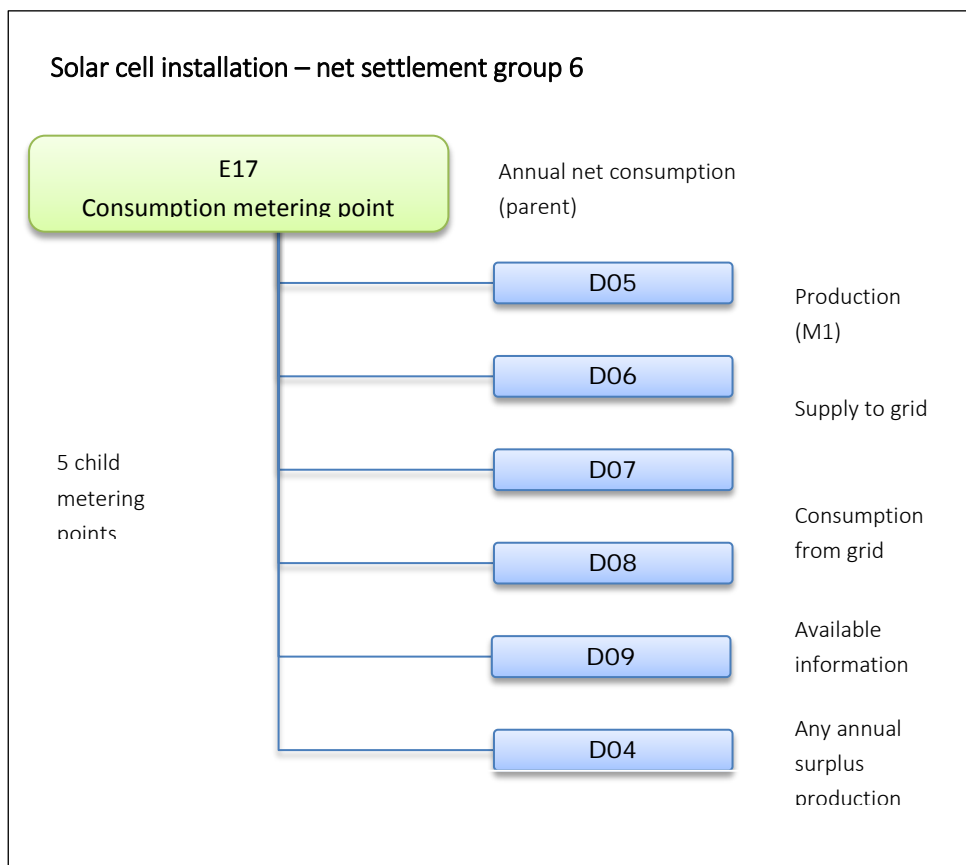 Solar cell installation – net settlement group 6
E17
Consumption metering point
Annual net consumption
(parent)
D05
Production
(M1)
D06
Supply to grid
5 child
metering
points
D07
Consumption
from grid
D08
D09
Available
information
D04
Any annual
surplus
production